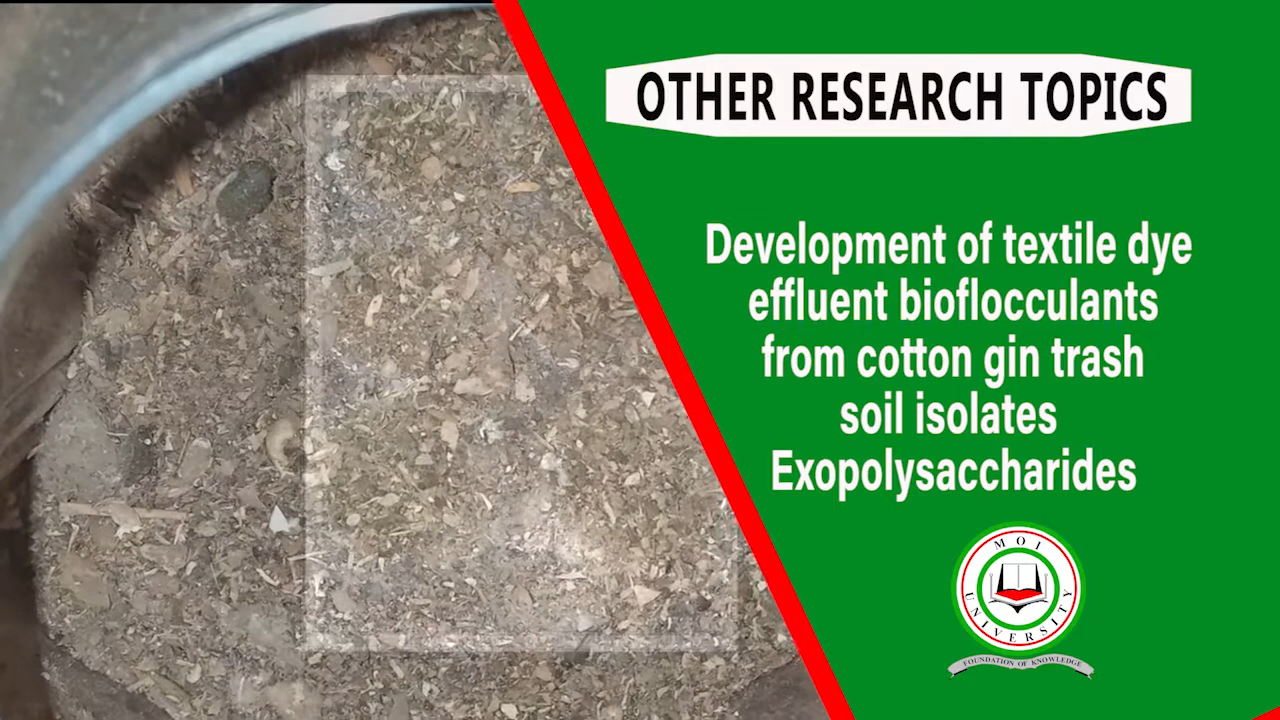 OTHER RESEARCH TOPICS
Development of textile dye
effluent bioflocculants
from cotton gin trash
soil isolates
Exopolysaccharides
MOI
UNIVERSITY
FOUNDATION OF KNOWLEDGE